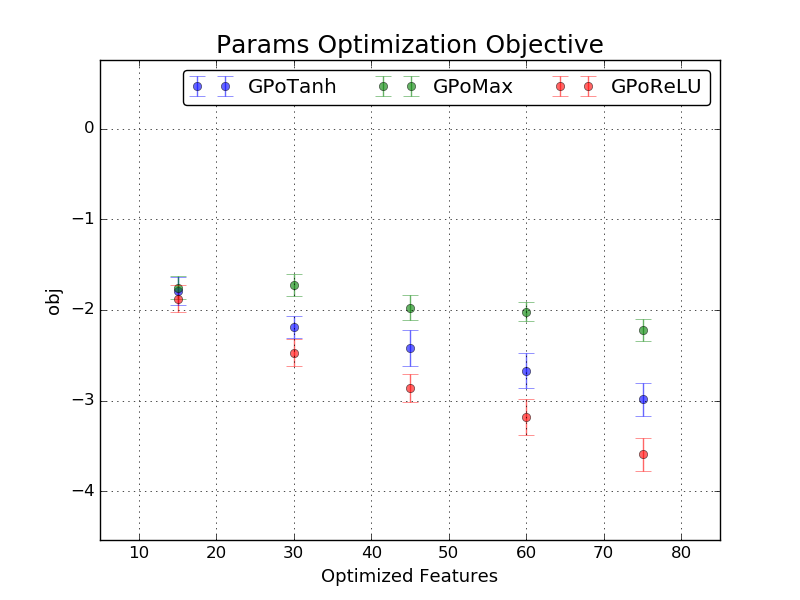 Params Optimization Objective
GPoTanh GPoMax GPoReLU
0
−1
−2
−3
−4
obj
10 20 30 40 50 60 70 80
Optimized Features